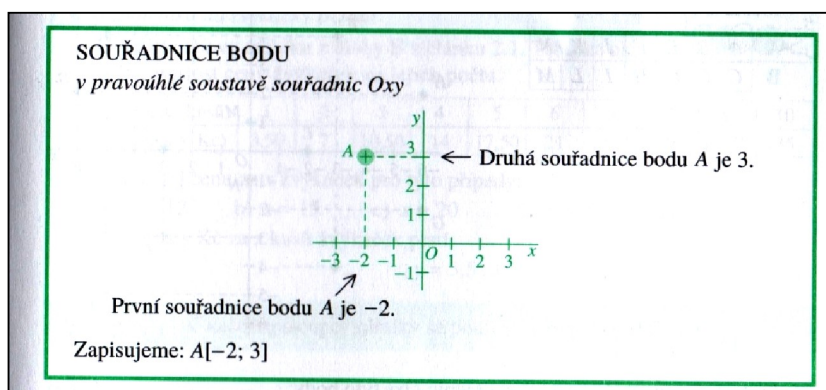 SOUŘADNICE BODU
v pravoúhlé soustavě souřadnic Oxy
y
A 3 ← Druhá souřadnice bodu A je 3.
2
1
−3 −2 −1 O 1 2 3 x
−1
První souřadnice bodu A je −2.
Zapisujeme: A[−2; 3]